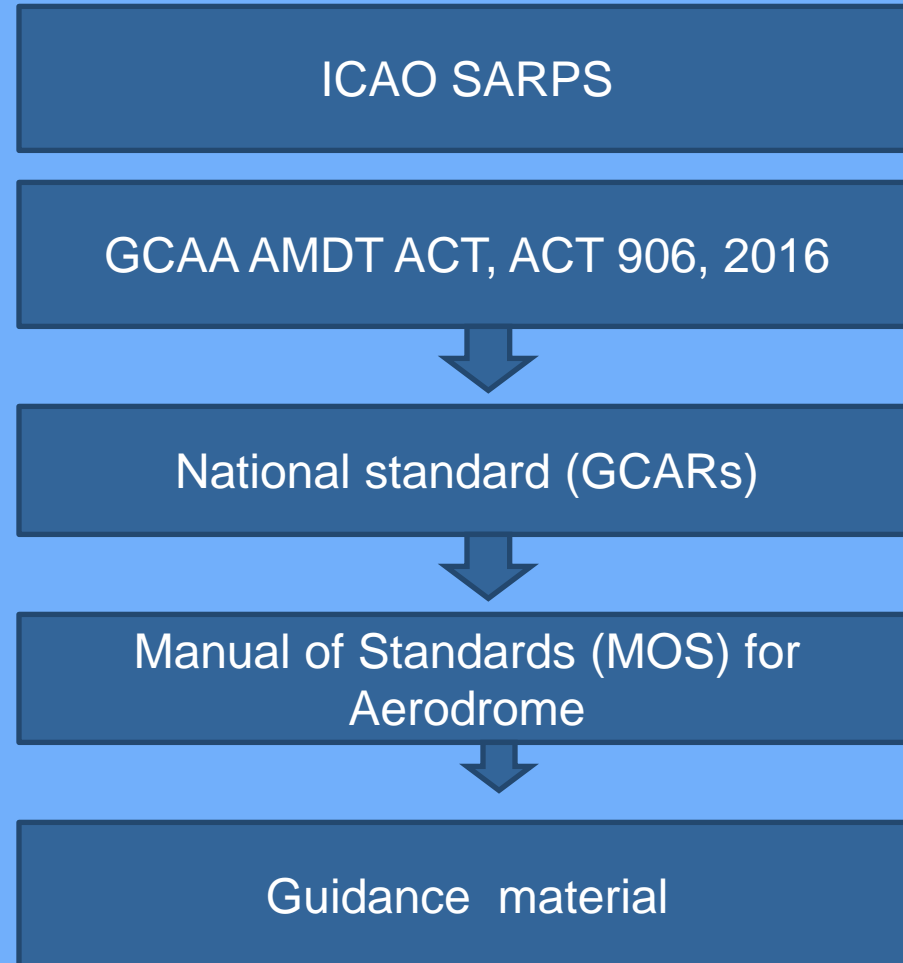 ICAO SARPS
GCAA AMDT ACT, ACT 906, 2016
National standard (GCARs)
Manual of Standards (MOS) for
Aerodrome
Guidance  material